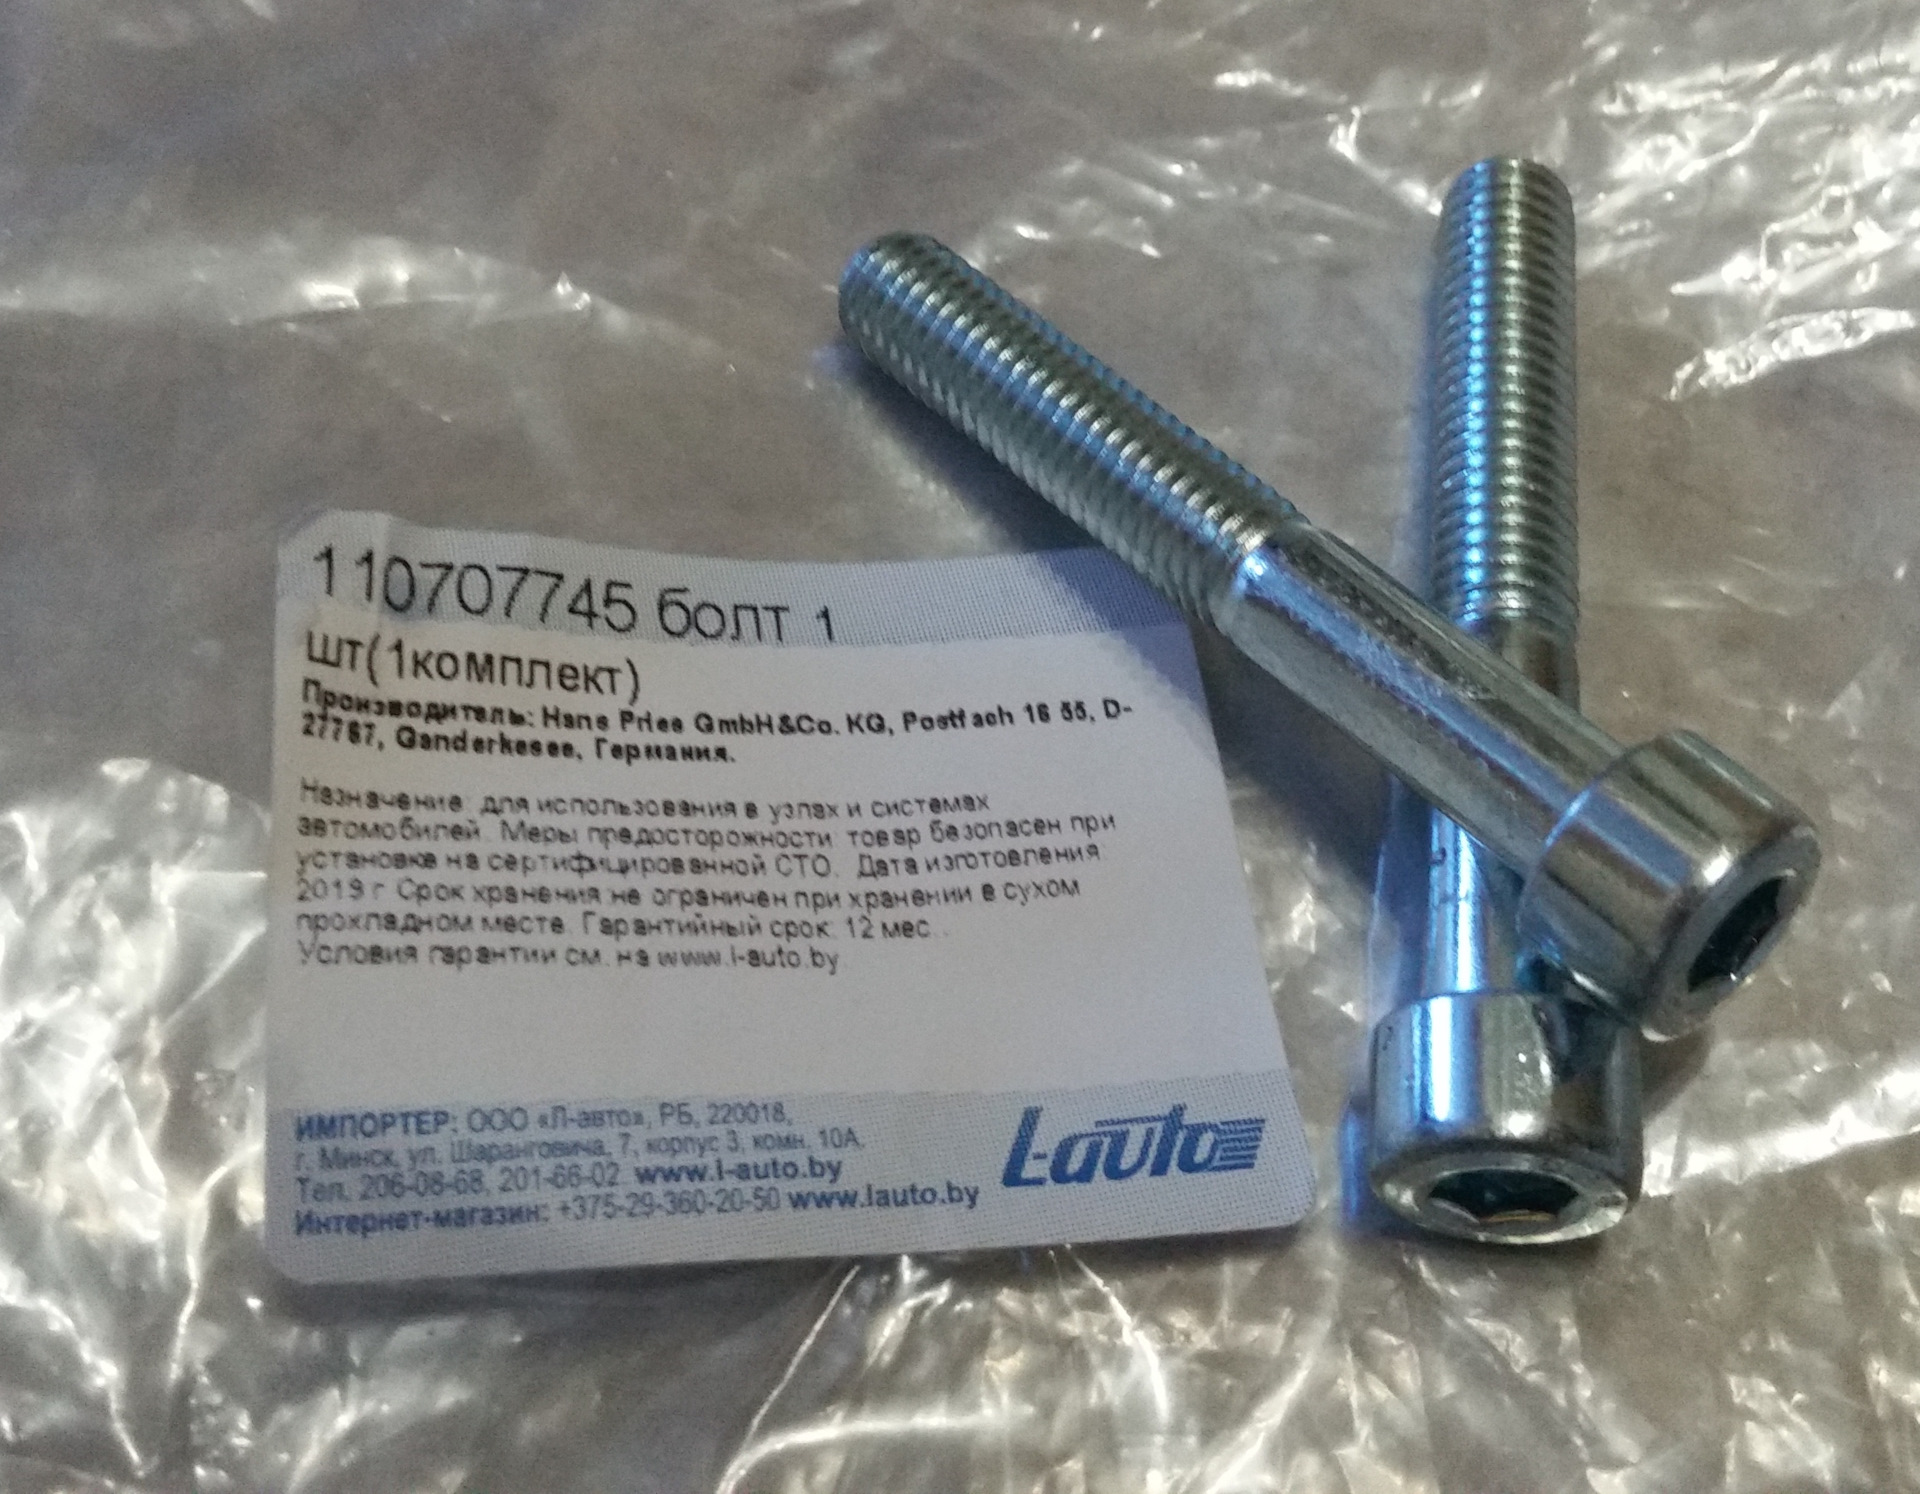 110707745 болт 1
шт(1комплект)
Производитель: Hans Pries GmbH&Co. KG, Postfach 16 55, D-
27767, Ganderkesee, Германия.
Назначение: для использования в узлах и системах
автомобилей. Меры предосторожности: товар безопасен при
установке на сертифицированной СТО. Дата изготовления:
2019 г Срок хранения не ограничен при хранении в сухом
прохладном месте. Гарантийный срок: 12 мес..
Условия гарантии см. на www.l-auto.by
ИМПОРТЕР: ООО «Л-авто», РБ, 220018,
г. Минск, ул. Шаранговича, 7, корпус 3, комн. 10А,
Тел. 206-08-68, 201-66-02 www.l-auto.by
Интернет-магазин: +375-29-360-20-50 www.lauto.by
L-auto